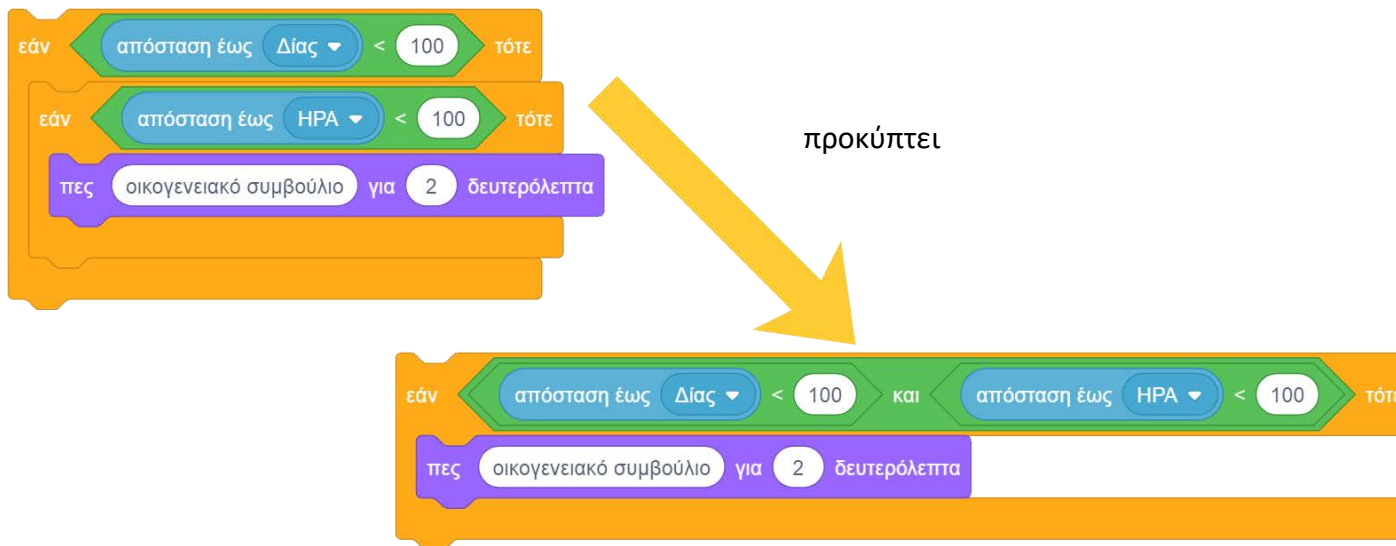 εάν απόσταση έως Δίας < 100 τότε
εάν απόσταση έως ΗΡΑ < 100 τότε
πες οικογενειακό συμβούλιο για 2 δευτερόλεπτα
προκύπτει
εάν απόσταση έως Δίας < 100 και απόσταση έως ΗΡΑ < 100 τότε
πες οικογενειακό συμβούλιο για 2 δευτερόλεπτα